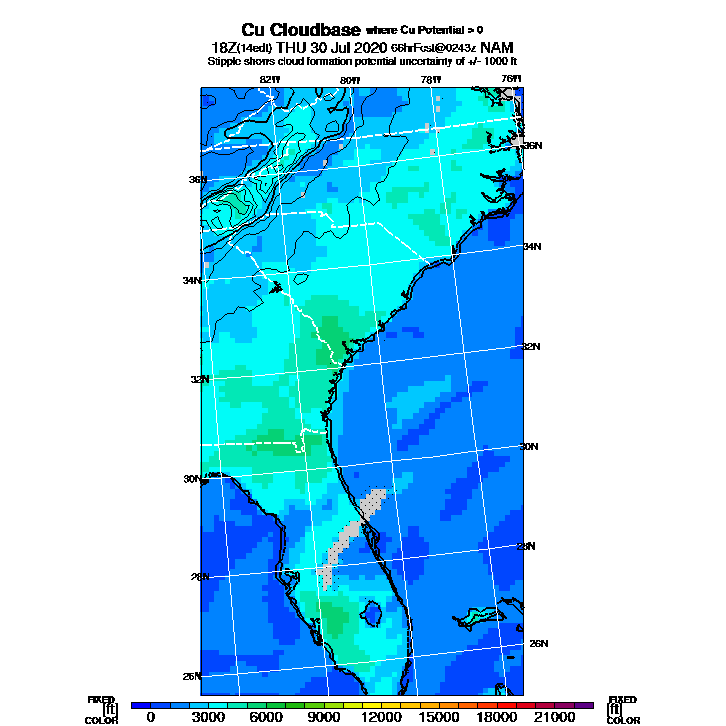 Cu Cloudbase where Cu Potential > 0
18Z(14edt) THU 30 Jul 2020 66hrFcst@0243z NAM
Stipple shows cloud formation potential uncertainty of +/- 1000 ft
82W 80W 78W 76W
36N
36N
34N
34N
32N
32N
30N
30N
28N
28N
26N
26N
FIXED [ft] COLOR
0 3000 6000 9000 12000 15000 18000 21000
FIXED [ft] COLOR